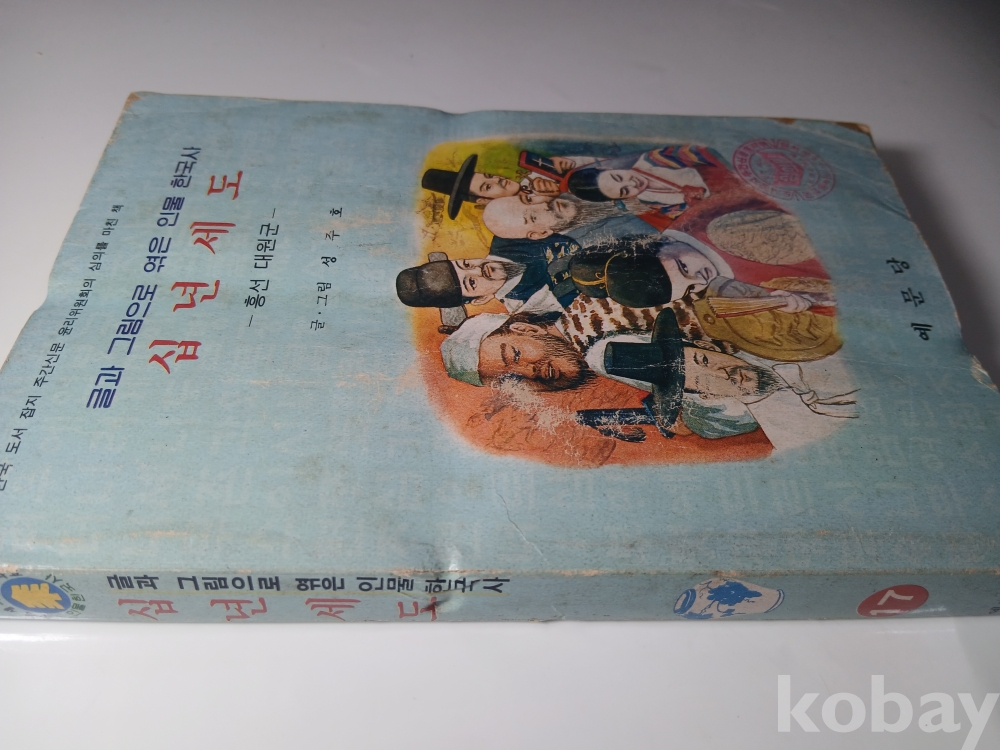 도서 잡지 주간신문 윤리위원회의 심의를 마친 책
글과 그림으로 엮은 인물 한국사
십 년 세 도
– 흥선 대원군 –
글·그림 성 주 호
예 문 당
글과 그림으로 엮은 인물 한국사
십 년 세 도
17
kobay